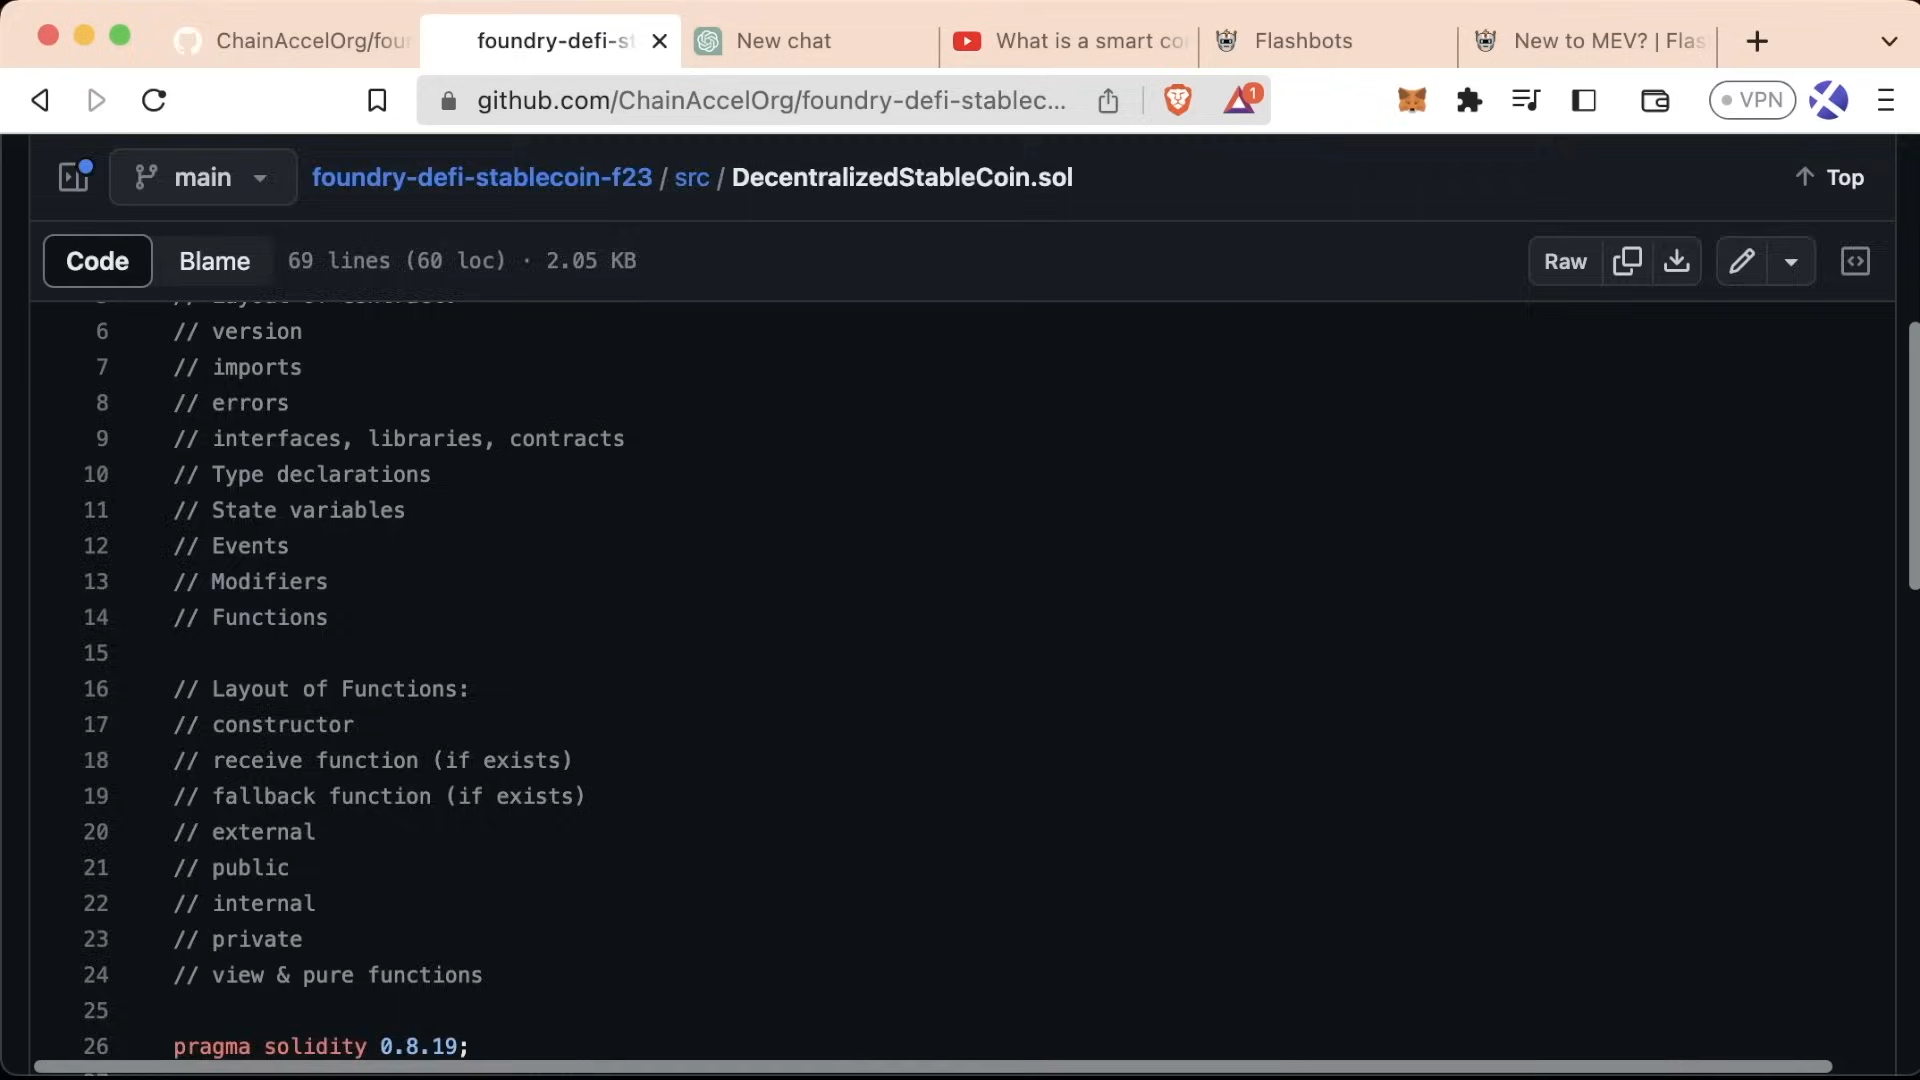 ChainAccelOrg/four
foundry-defi-st
New chat
What is a smart co
Flashbots
New to MEV? | Flas
github.com/ChainAccelOrg/foundry-defi-stablec...
1
VPN
main
foundry-defi-stablecoin-f23 / src / DecentralizedStableCoin.sol
Top
Code
Blame
69 lines (60 loc) · 2.05 KB
Raw
6 // version
7 // imports
8 // errors
9 // interfaces, libraries, contracts
10 // Type declarations
11 // State variables
12 // Events
13 // Modifiers
14 // Functions
15
16 // Layout of Functions:
17 // constructor
18 // receive function (if exists)
19 // fallback function (if exists)
20 // external
21 // public
22 // internal
23 // private
24 // view & pure functions
25
26 pragma solidity 0.8.19;